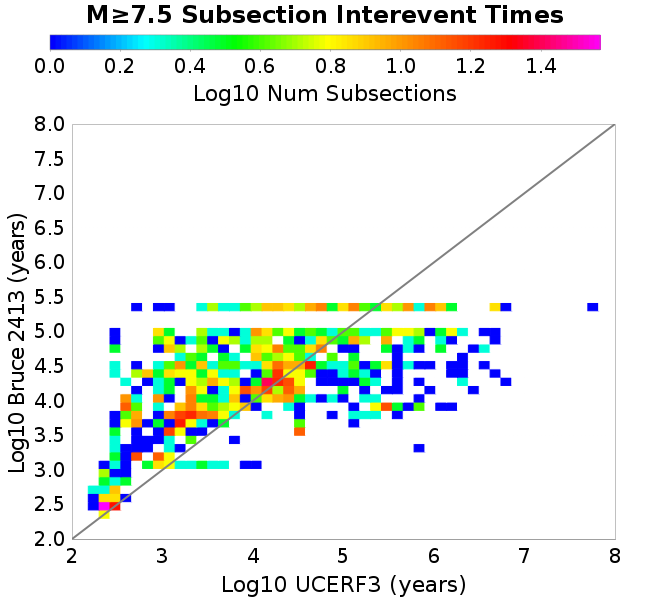 M≥7.5 Subsection Interevent Times
0.0 0.2 0.4 0.6 0.8 1.0 1.2 1.4
Log10 Num Subsections
8.0
7.5
7.0
6.5
6.0
5.5
5.0
4.5
4.0
3.5
3.0
2.5
2.0
Log10 Bruce 2413 (years)
2 3 4 5 6 7 8
Log10 UCERF3 (years)